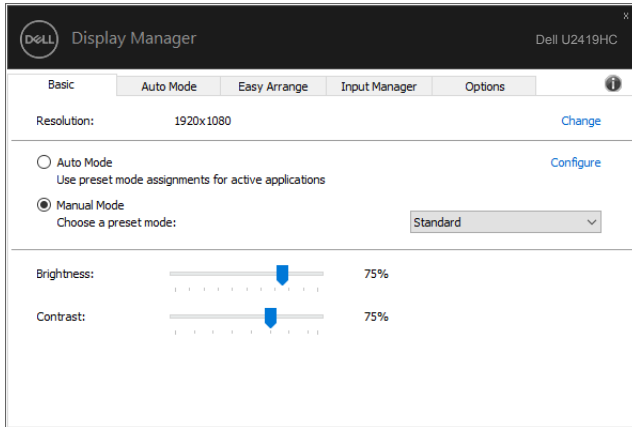 x
DELL Display Manager Dell U2419HC
Basic Auto Mode Easy Arrange Input Manager Options i
Resolution: 1920x1080 Change
Auto Mode Configure
Use preset mode assignments for active applications
Manual Mode
Choose a preset mode: Standard
Brightness: 75%
Contrast: 75%